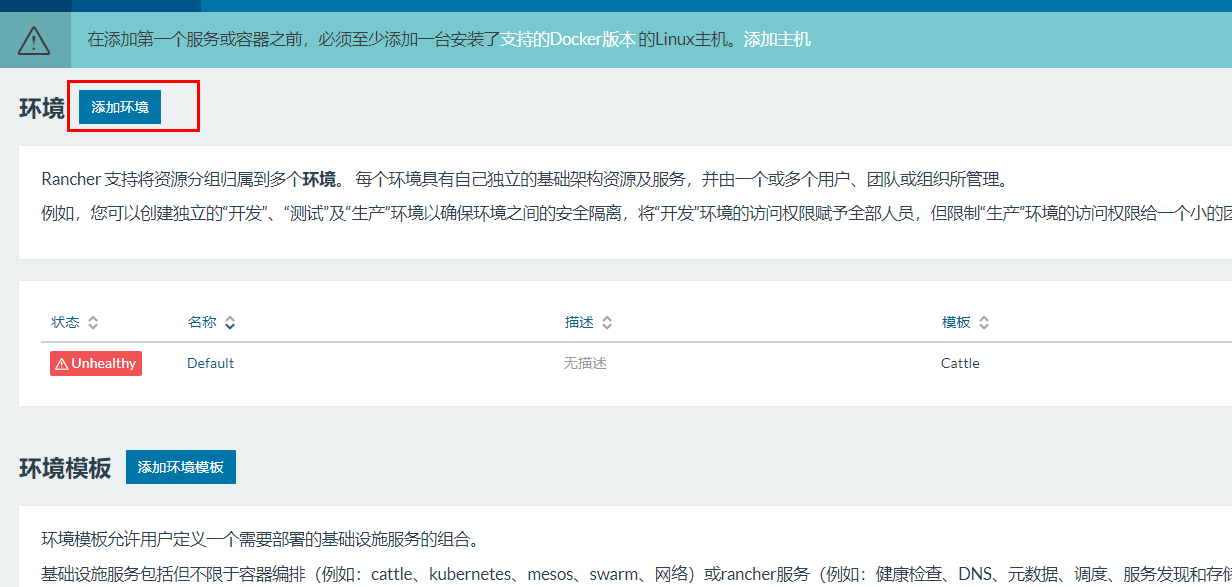 在添加第一个服务或容器之前，必须至少添加一台安装了支持的Docker版本 的Linux主机。添加主机
环境 添加环境
Rancher 支持将资源分组归属到多个环境。 每个环境具有自己独立的基础架构资源及服务，并由一个或多个用户、团队或组织所管理。
例如，您可以创建独立的“开发”、“测试”及“生产”环境以确保环境之间的安全隔离，将“开发”环境的访问权限赋予全部人员，但限制“生产”环境的访问权限给一个小的团
状态 名称 描述 模板
Unhealthy Default 无描述 Cattle
环境模板 添加环境模板
环境模板允许用户定义一个需要部署的基础设施服务的组合。
基础设施服务包括但不限于容器编排（例如：cattle、kubernetes、mesos、swarm、网络）或rancher服务（例如：健康检查、DNS、元数据、调度、服务发现和存储